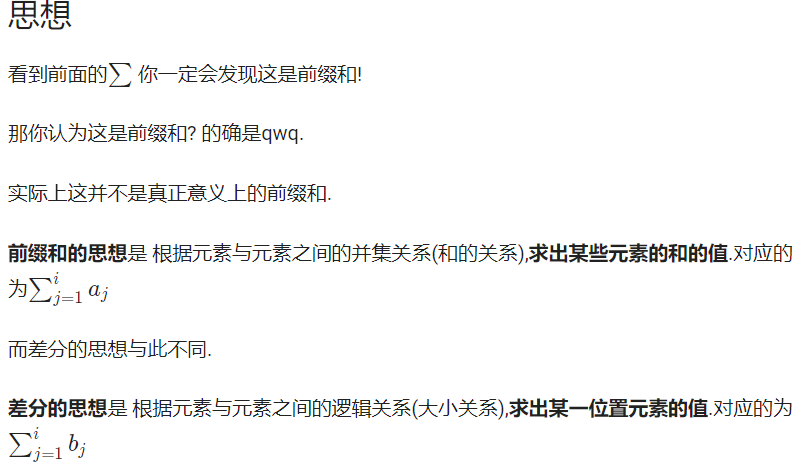 思想
看到前面的∑ 你一定会发现这是前缀和!
那你认为这是前缀和? 的确是qwq.
实际上这并不是真正意义上的前缀和.
前缀和的思想是 根据元素与元素之间的并集关系(和的关系),求出某些元素的和的值.对应的
为∑_{j=1}^{i} a_j
而差分的思想与此不同.
差分的思想是 根据元素与元素之间的逻辑关系(大小关系),求出某一位置元素的值.对应的为
∑_{j=1}^{i} b_j